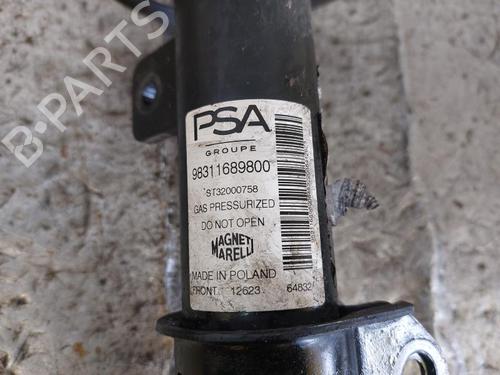 B-PARTS
PSA
GROUPE
98311689800
ST32000758
GAS PRESSURIZED
DO NOT OPEN
MAGNETI
MARELLI
MADE IN POLAND
FRONT 12623 64832